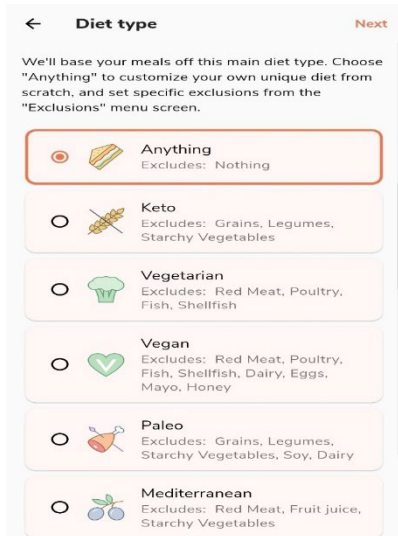 Diet type
Next
We'll base your meals off this main diet type. Choose
"Anything" to customize your own unique diet from
scratch, and set specific exclusions from the
"Exclusions" menu screen.
Anything
Excludes: Nothing
Keto
Excludes: Grains, Legumes,
Starchy Vegetables
Vegetarian
Excludes: Red Meat, Poultry,
Fish, Shellfish
Vegan
Excludes: Red Meat, Poultry,
Fish, Shellfish, Dairy, Eggs,
Mayo, Honey
Paleo
Excludes: Grains, Legumes,
Starchy Vegetables, Soy, Dairy
Mediterranean
Excludes: Red Meat, Fruit juice,
Starchy Vegetables